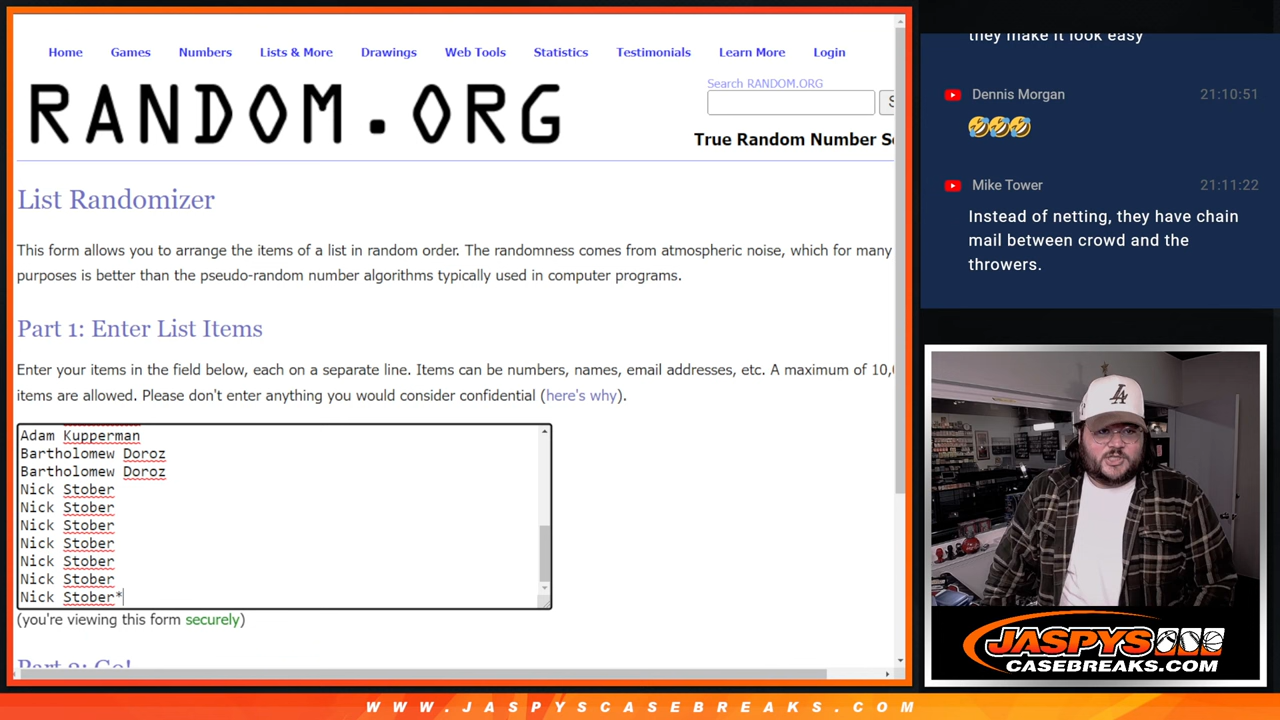 Home Games Numbers Lists & More Drawings Web Tools Statistics Testimonials Learn More Login
RANDOM.ORG
Search RANDOM.ORG
True Random Number
List Randomizer
This form allows you to arrange the items of a list in random order. The randomness comes from atmospheric noise, which for many
purposes is better than the pseudo-random number algorithms typically used in computer programs.
Part 1: Enter List Items
Enter your items in the field below, each on a separate line. Items can be numbers, names, email addresses, etc. A maximum of 10,
items are allowed. Please don't enter anything you would consider confidential (here's why).
Adam Kupperman
Bartholomew Doroz
Bartholomew Doroz
Nick Stober
Nick Stober
Nick Stober
Nick Stober
Nick Stober
Nick Stober
Nick Stober*
(you're viewing this form securely)
Part 2: Go!
they make it look easy
Dennis Morgan 21:10:51
🤣🤣🤣
Mike Tower 21:11:22
Instead of netting, they have chain
mail between crowd and the
throwers.
LA
JASPYS
CASEBREAKS.COM
WWW.JASPYSCASEBREAKS.COM